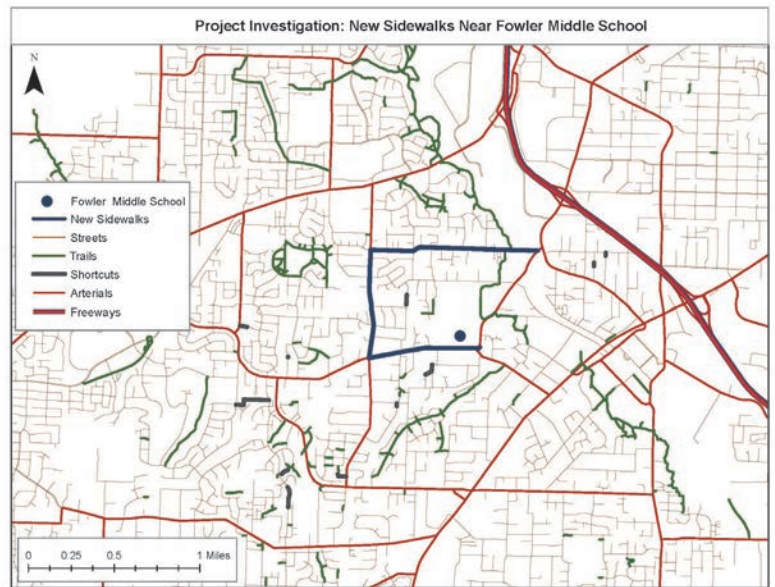 Project Investigation: New Sidewalks Near Fowler Middle School
N
Fowler Middle School
New Sidewalks
Streets
Trails
Shortcuts
Arterials
Freeways
0 0.25 0.5 1 Miles